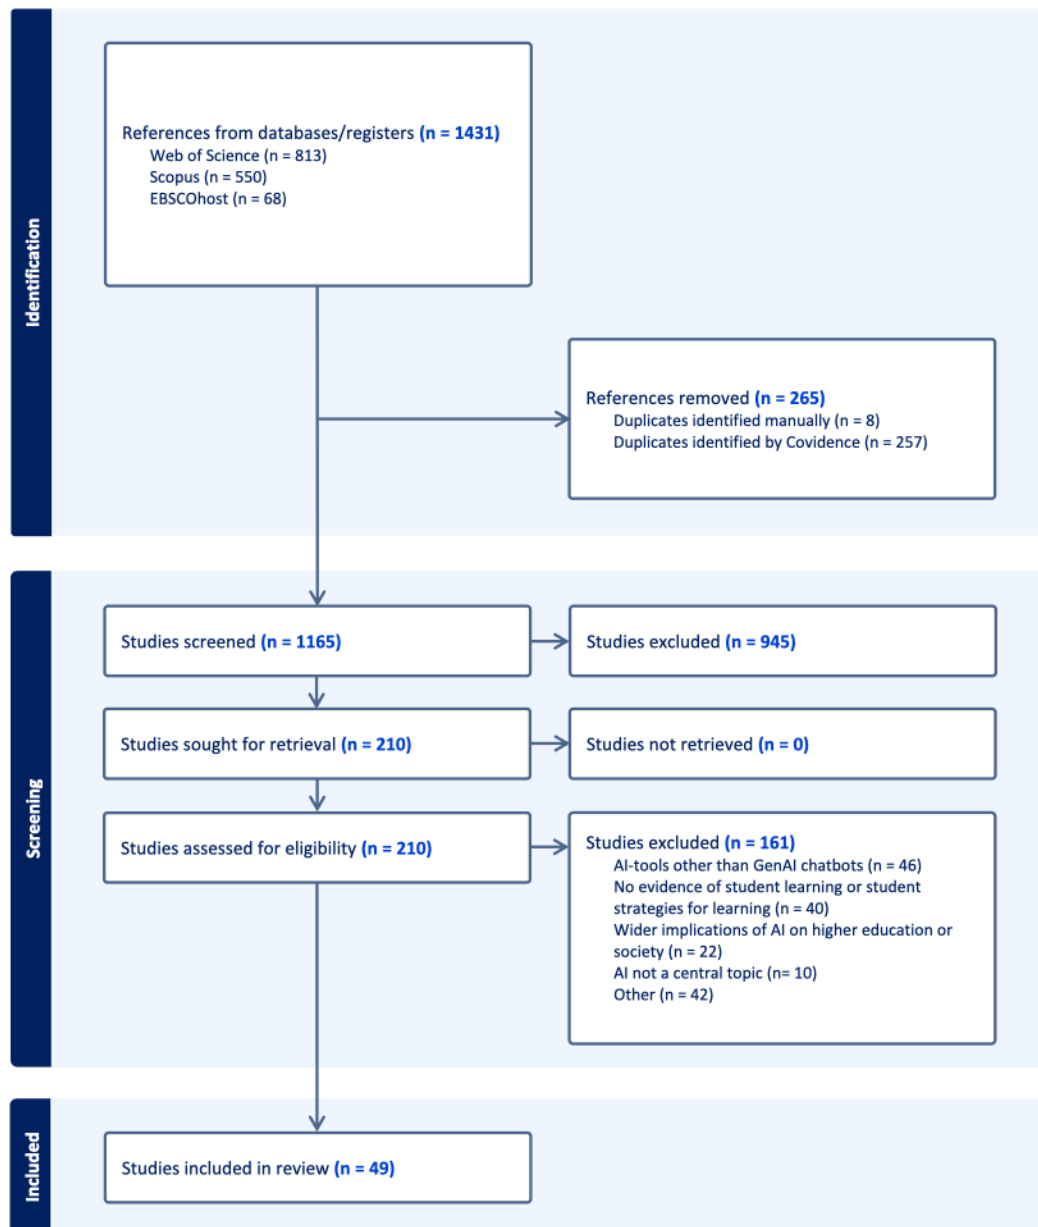 Identification
References from databases/registers (n = 1431)
Web of Science (n = 813)
Scopus (n = 550)
EBSCOhost (n = 68)
References removed (n = 265)
Duplicates identified manually (n = 8)
Duplicates identified by Covidence (n = 257)
Screening
Studies screened (n = 1165)
Studies excluded (n = 945)
Studies sought for retrieval (n = 210)
Studies not retrieved (n = 0)
Studies assessed for eligibility (n = 210)
Studies excluded (n = 161)
AI-tools other than GenAI chatbots (n = 46)
No evidence of student learning or student
strategies for learning (n = 40)
Wider implications of AI on higher education or
society (n = 22)
AI not a central topic (n= 10)
Other (n = 42)
Included
Studies included in review (n = 49)